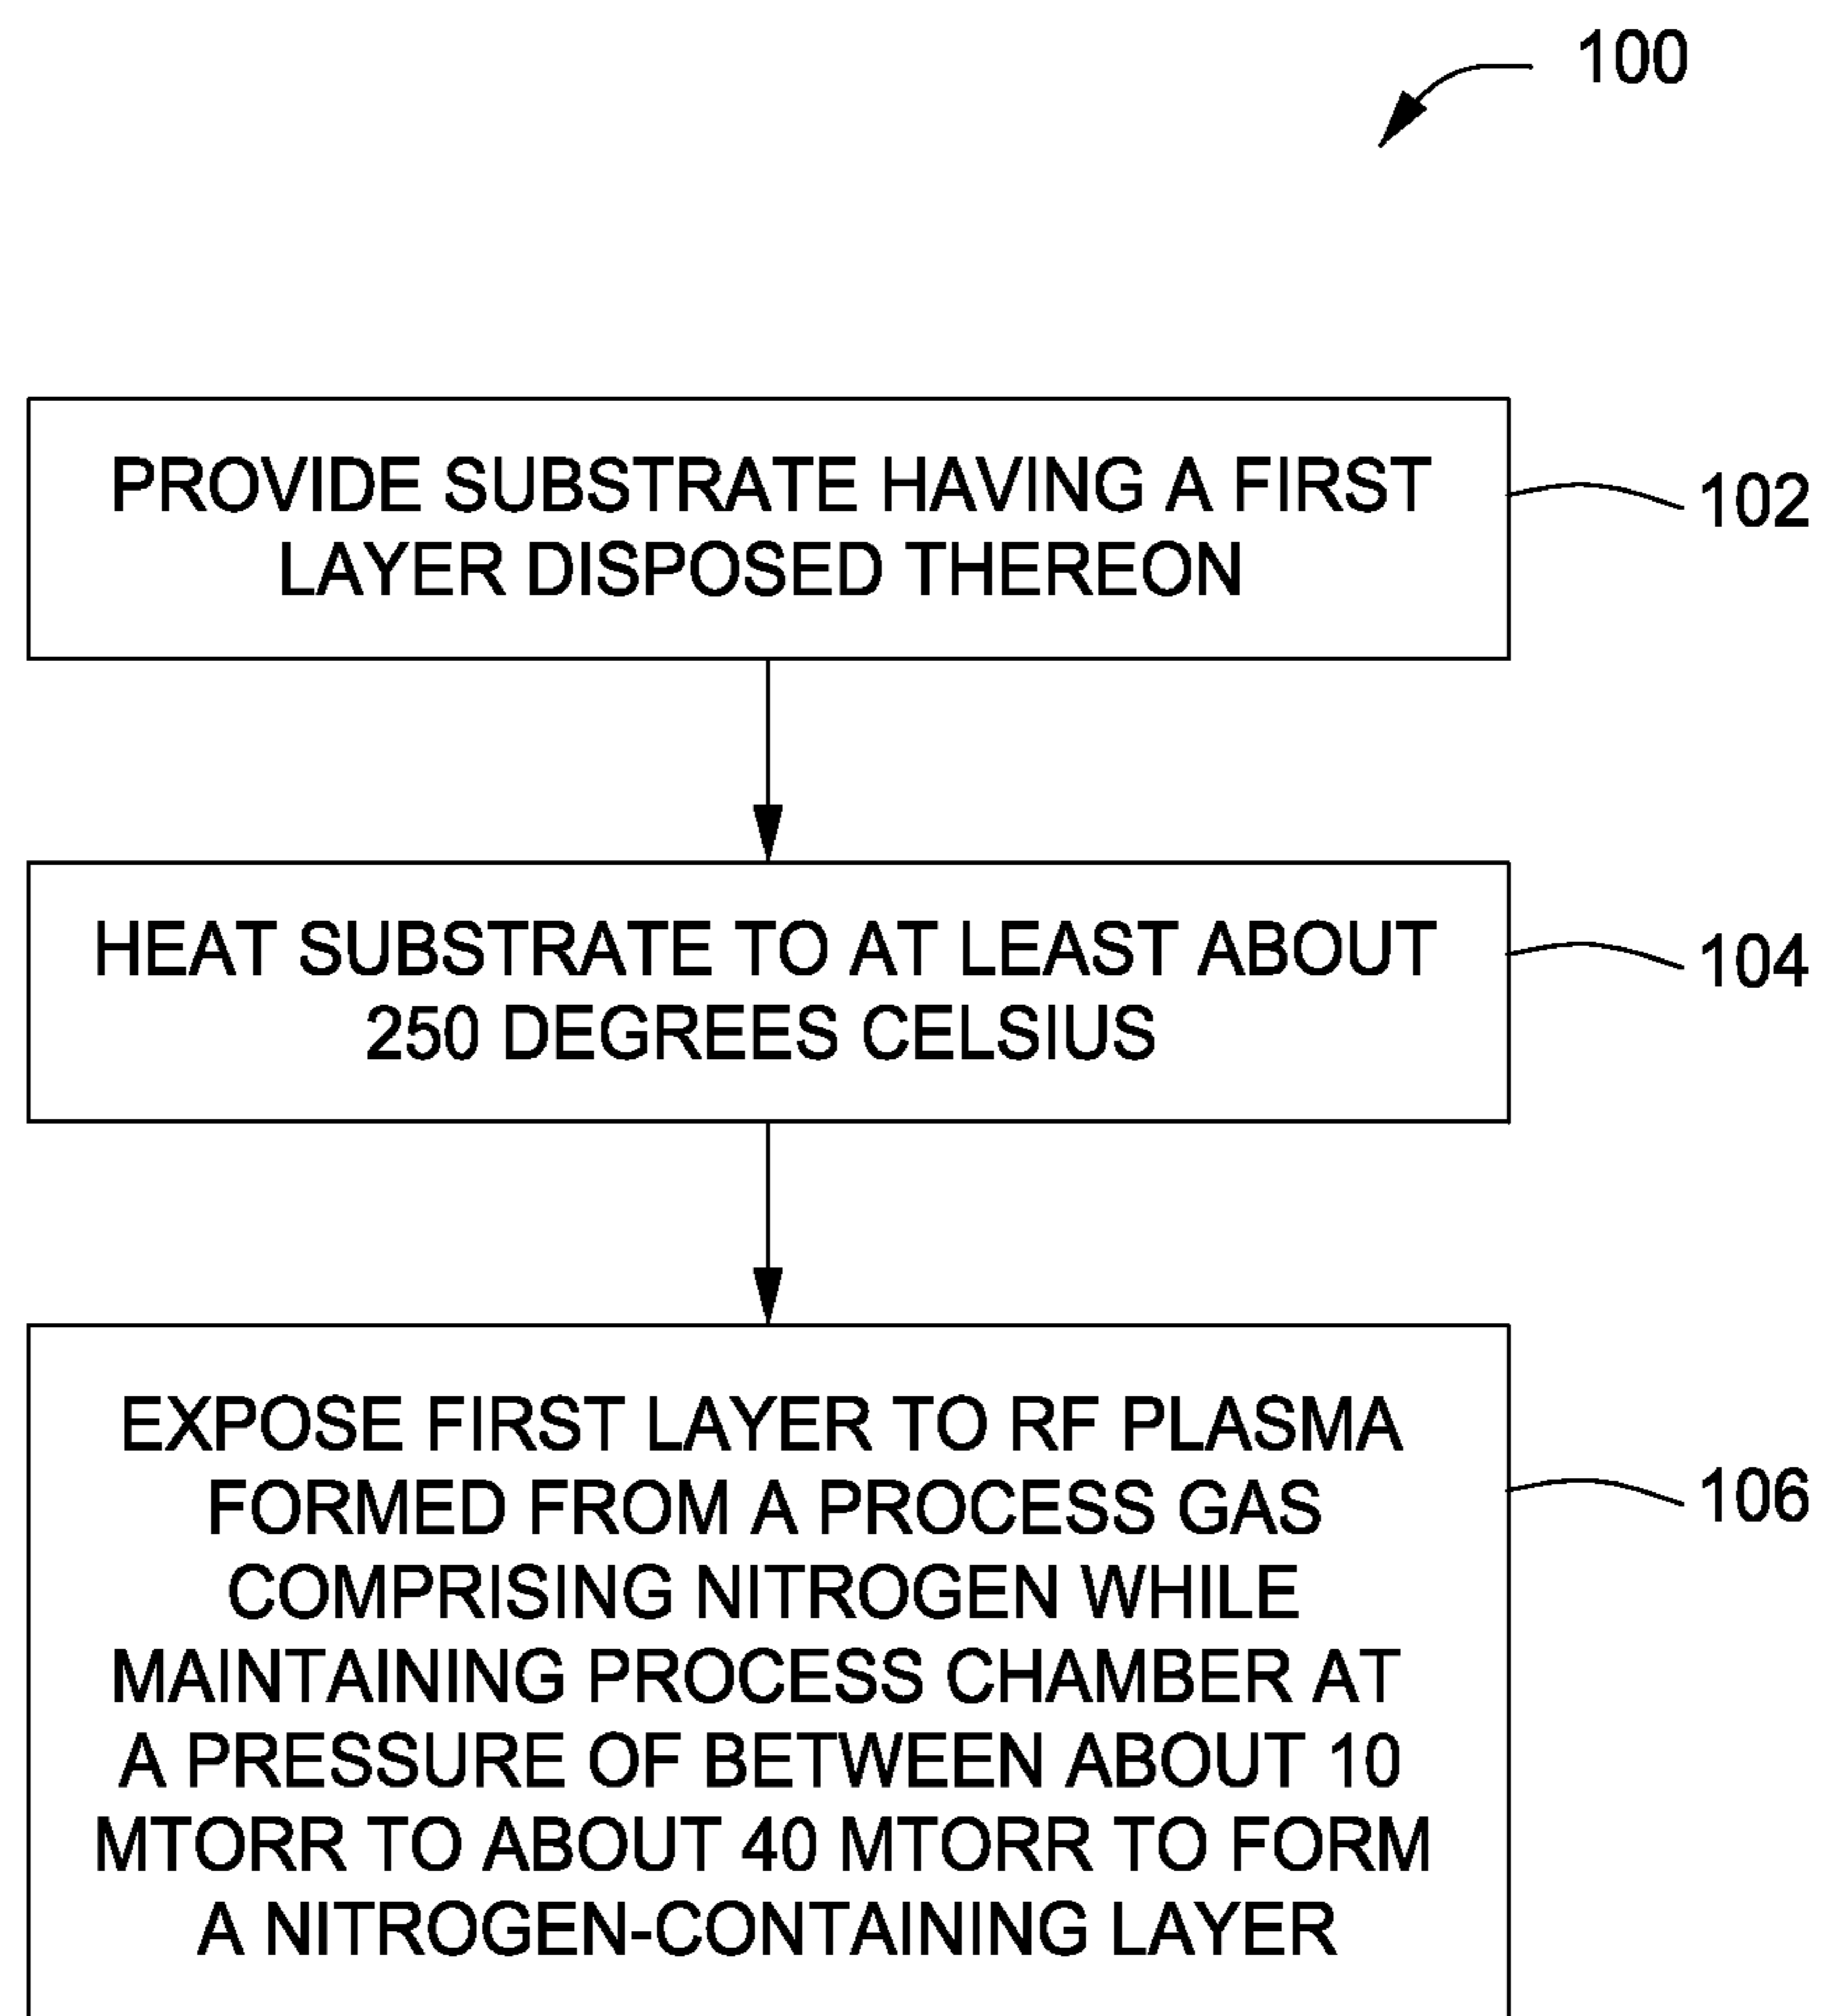 100
PROVIDE SUBSTRATE HAVING A FIRST
LAYER DISPOSED THEREON
102
HEAT SUBSTRATE TO AT LEAST ABOUT
250 DEGREES CELSIUS
104
EXPOSE FIRST LAYER TO RF PLASMA
FORMED FROM A PROCESS GAS
COMPRISING NITROGEN WHILE
MAINTAINING PROCESS CHAMBER AT
A PRESSURE OF BETWEEN ABOUT 10
MTORR TO ABOUT 40 MTORR TO FORM
A NITROGEN-CONTAINING LAYER
106